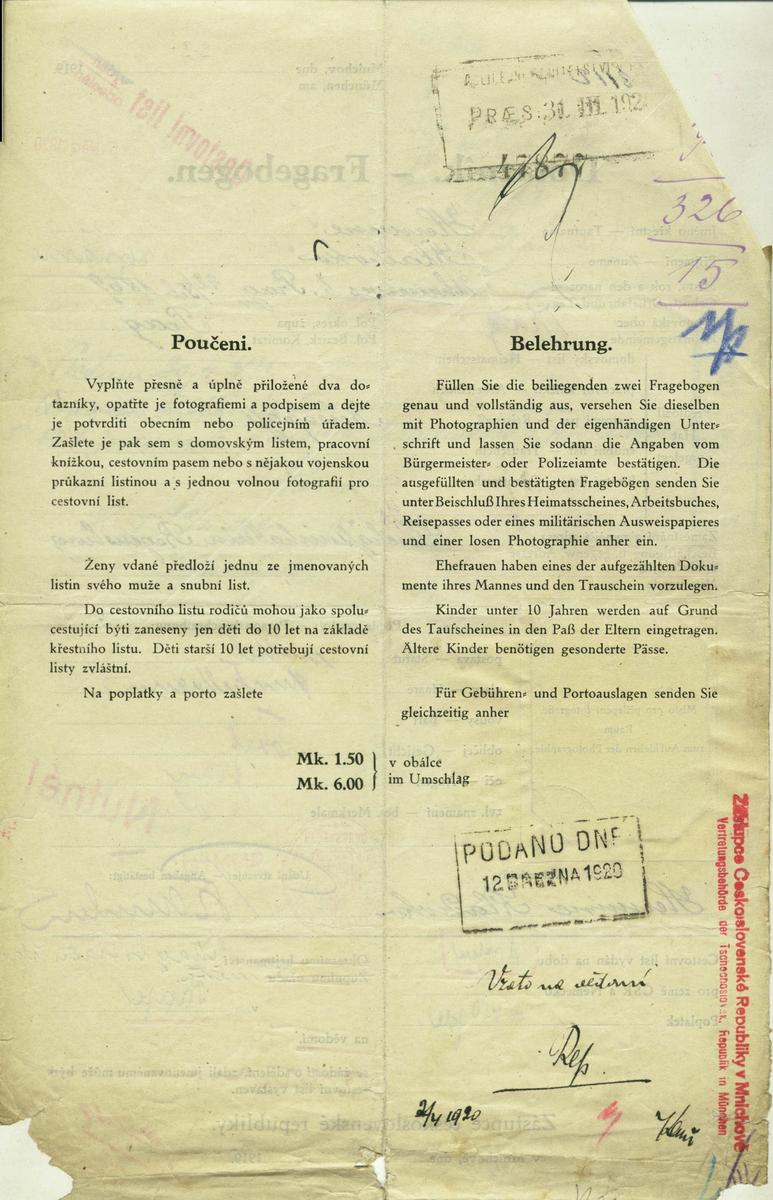 PRÆS. 31. III. 192
326
15
Poučeni.
Vyplňte přesně a úplně přiložené dva do=
tazníky, opatřte je fotografiemi a podpisem a dejte
je potvrditi obecním nebo policejním úřadem.
Zašlete je pak sem s domovským listem, pracovní
knížkou, cestovním pasem nebo s nějakou vojenskou
průkazní listinou a s jednou volnou fotografií pro
cestovní list.
Ženy vdané předloží jednu ze jmenovaných
listin svého muže a snubní list.
Do cestovního listu rodičů mohou jako spolu=
cestující býti zaneseny jen děti do 10 let na základě
křestního listu. Děti starší 10 let potřebují cestovní
listy zvláštní.
Na poplatky a porto zašlete
Belehrung.
Füllen Sie die beiliegenden zwei Fragebogen
genau und vollständig aus, versehen Sie dieselben
mit Photographien und der eigenhändigen Unter=
schrift und lassen Sie sodann die Angaben vom
Bürgermeister= oder Polizeiamte bestätigen. Die
ausgefüllten und bestätigten Fragebögen senden Sie
unter Beischluß Ihres Heimatsscheines, Arbeitsbuches,
Reisepasses oder eines militärischen Ausweispapieres
und einer losen Photographie anher ein.
Ehefrauen haben eines der aufgezählten Doku=
mente ihres Mannes und den Trauschein vorzulegen.
Kinder unter 10 Jahren werden auf Grund
des Taufscheines in den Paß der Eltern eingetragen.
Ältere Kinder benötigen gesonderte Pässe.
Für Gebühren= und Portoauslagen senden Sie
gleichzeitig anher
Mk. 1.50
Mk. 6.00
v obálce
im Umschlag
PODÁNO DNE
12 BŘEZNA 1920
Zástupce Československé Republiky v Mnichově
Vertretungsbehörde der Tschechoslovak. Republik in München
Rep.
1920